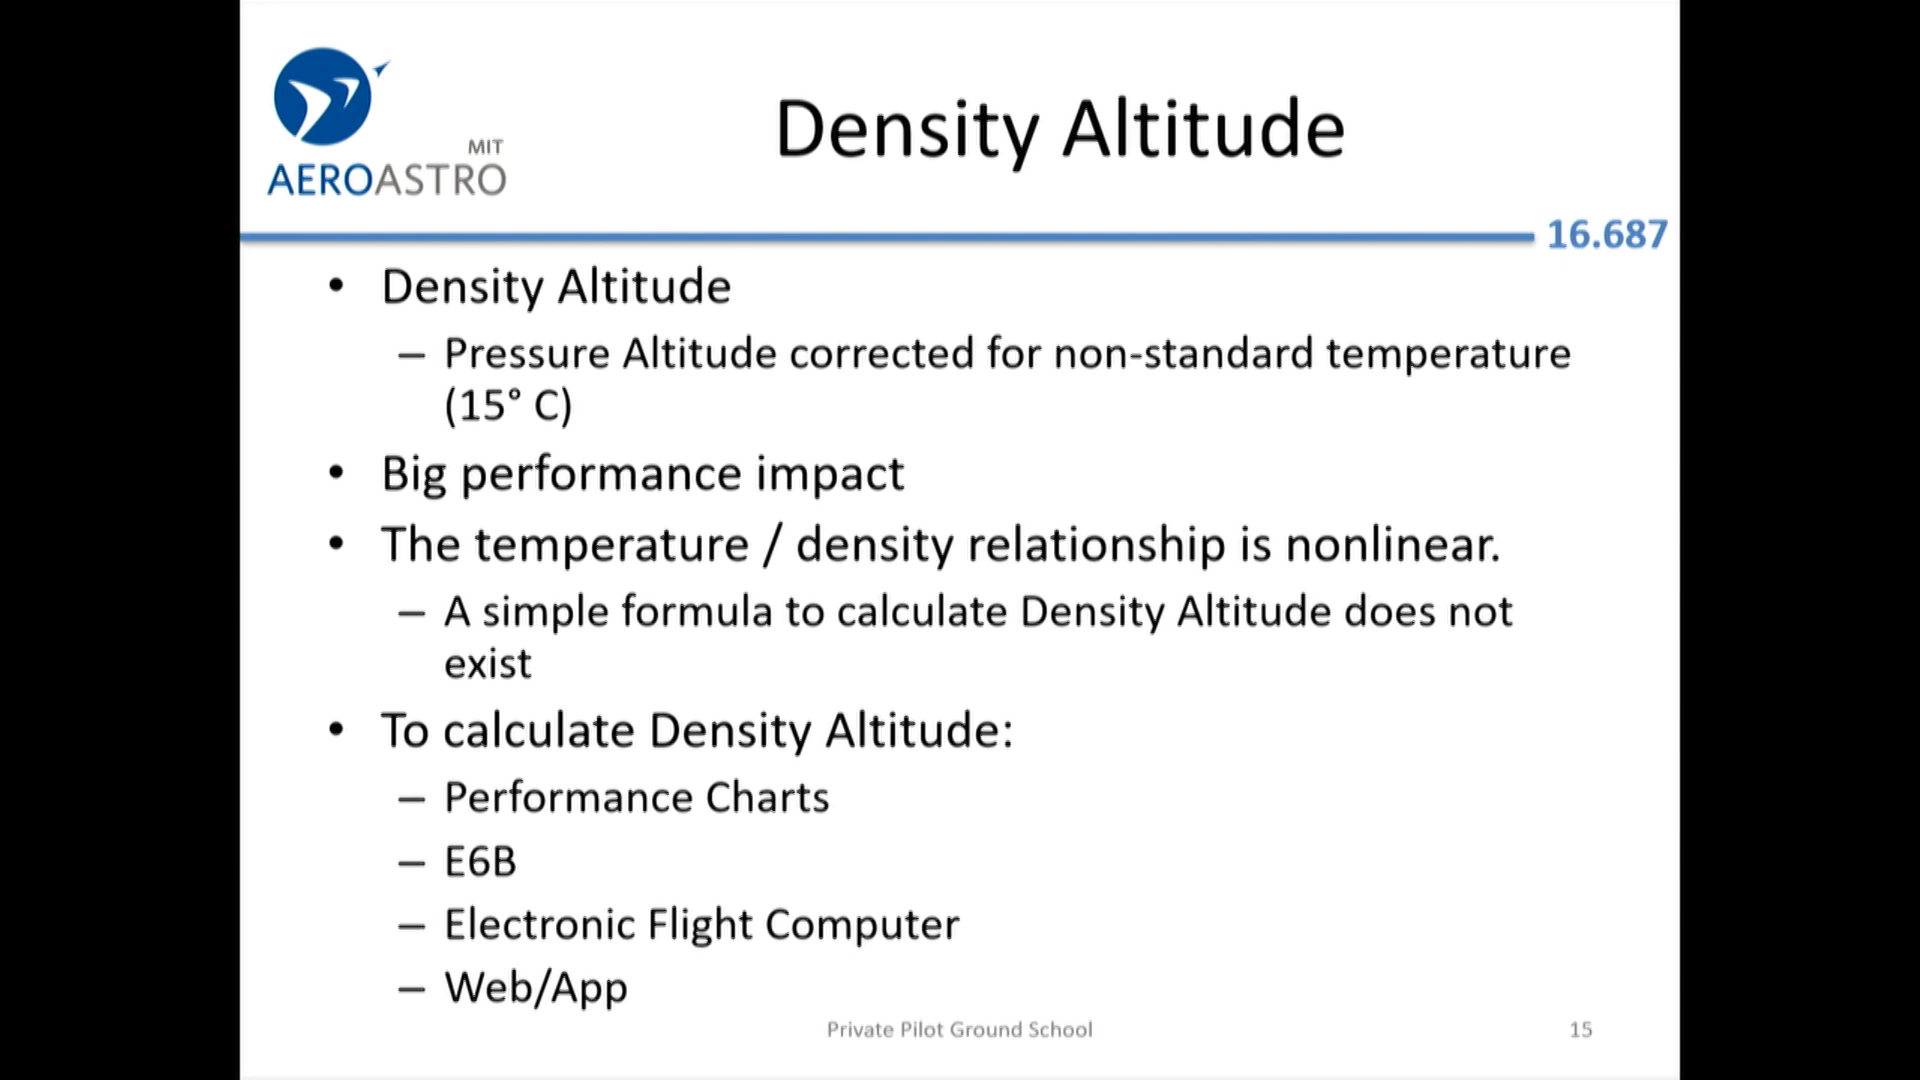 MIT
AEROASTRO
Density Altitude
16.687
• Density Altitude
– Pressure Altitude corrected for non-standard temperature
(15° C)
• Big performance impact
• The temperature / density relationship is nonlinear.
– A simple formula to calculate Density Altitude does not
exist
• To calculate Density Altitude:
– Performance Charts
– E6B
– Electronic Flight Computer
– Web/App
Private Pilot Ground School
15